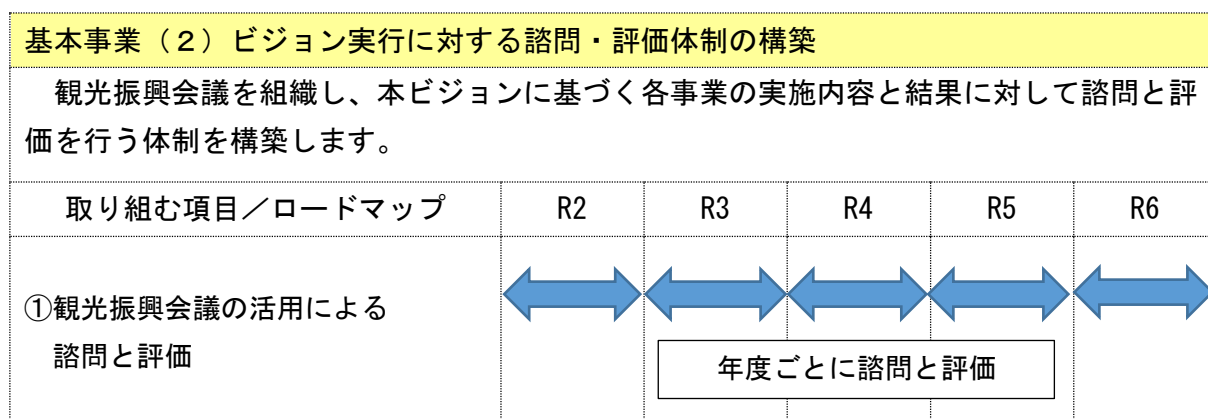 基本事業（２）ビジョン実行に対する諮問・評価体制の構築
　観光振興会議を組織し、本ビジョンに基づく各事業の実施内容と結果に対して諮問と評
価を行う体制を構築します。
取り組む項目／ロードマップ R2 R3 R4 R5 R6
①観光振興会議の活用による
諮問と評価
年度ごとに諮問と評価